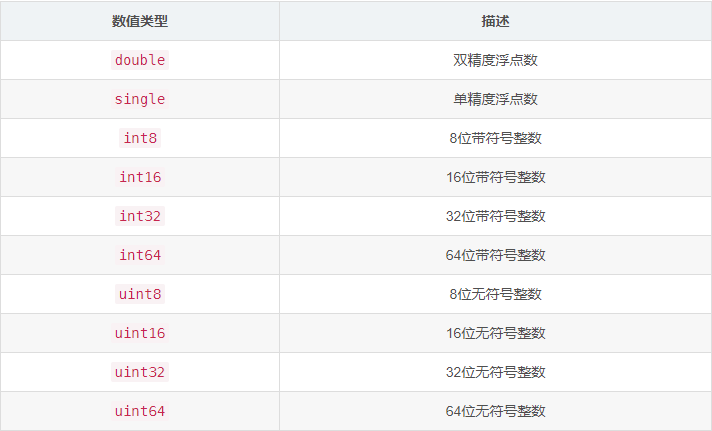 数值类型 描述
double 双精度浮点数
single 单精度浮点数
int8 8位带符号整数
int16 16位带符号整数
int32 32位带符号整数
int64 64位带符号整数
uint8 8位无符号整数
uint16 16位无符号整数
uint32 32位无符号整数
uint64 64位无符号整数